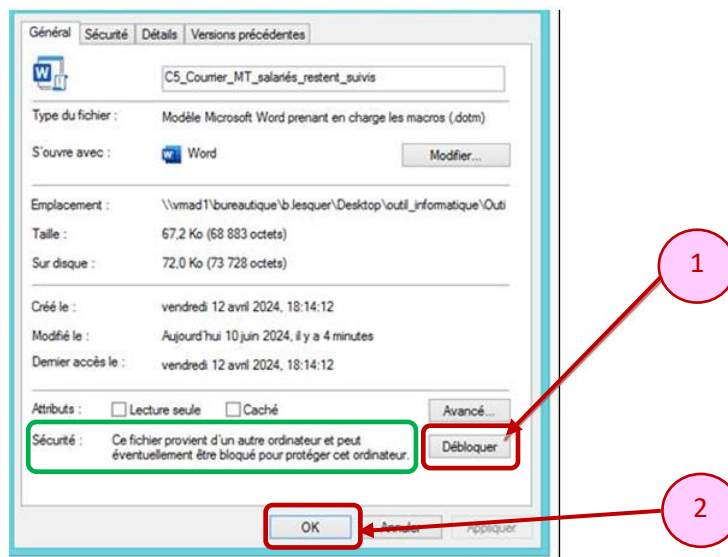 Général Sécurité Détails Versions précédentes
C5_Courrier_MT_salariés_restent_suivis
Type du fichier : Modèle Microsoft Word prenant en charge les macros (.dotm)
S'ouvre avec : Word Modifier...
Emplacement : \\vmad1\bureautique\b.lesquer\Desktop\outil_informatique\Outi
Taille : 67,2 Ko (68 883 octets)
Sur disque : 72,0 Ko (73 728 octets)
1
Créé le : vendredi 12 avril 2024, 18:14:12
Modifié le : Aujourd'hui 10 juin 2024, il y a 4 minutes
Dernier accès le : vendredi 12 avril 2024, 18:14:12
Attributs : Lecture seule Caché Avancé...
Sécurité : Ce fichier provient d'un autre ordinateur et peut
éventuellement être bloqué pour protéger cet ordinateur.
Débloquer
2
OK Annuler Appliquer